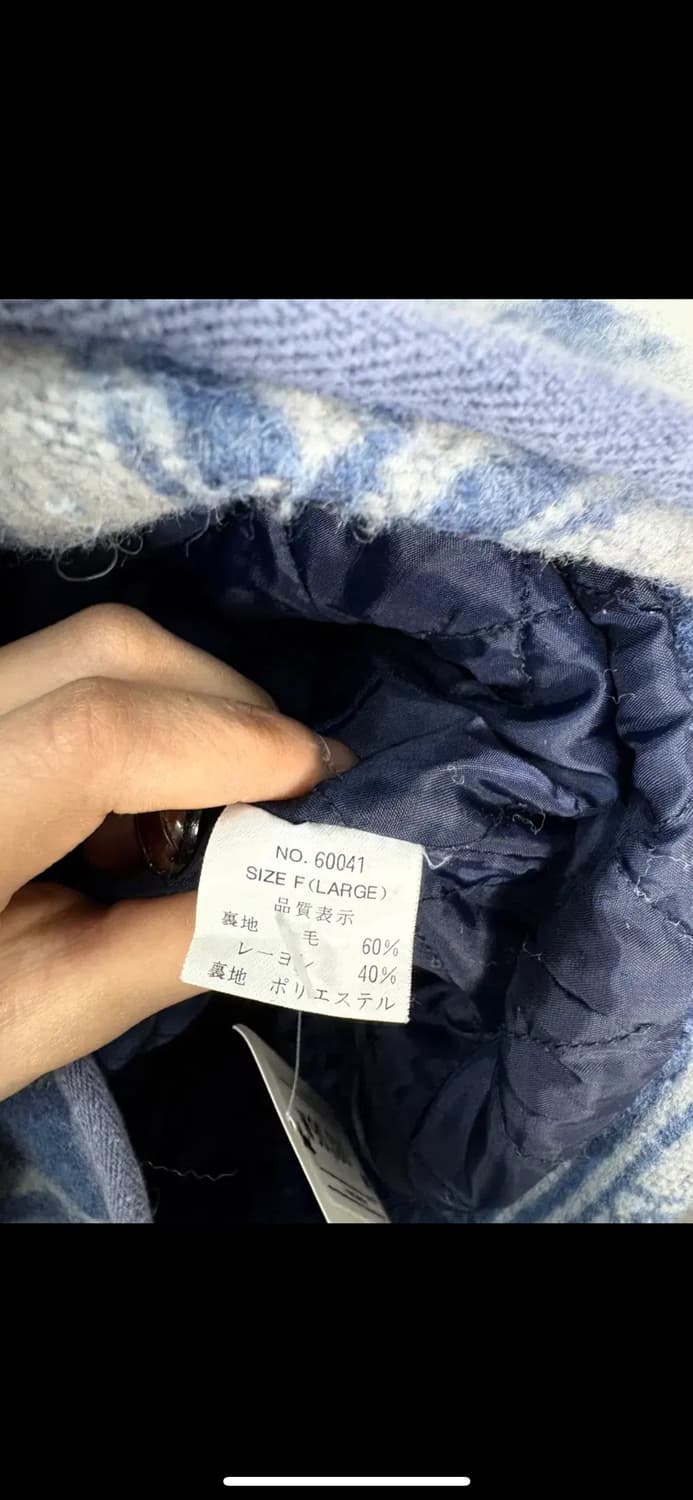 NO. 60041
SIZE F(LARGE)
品質表示
裏地 毛 60%
レーヨン 40%
裏地 ポリエステル